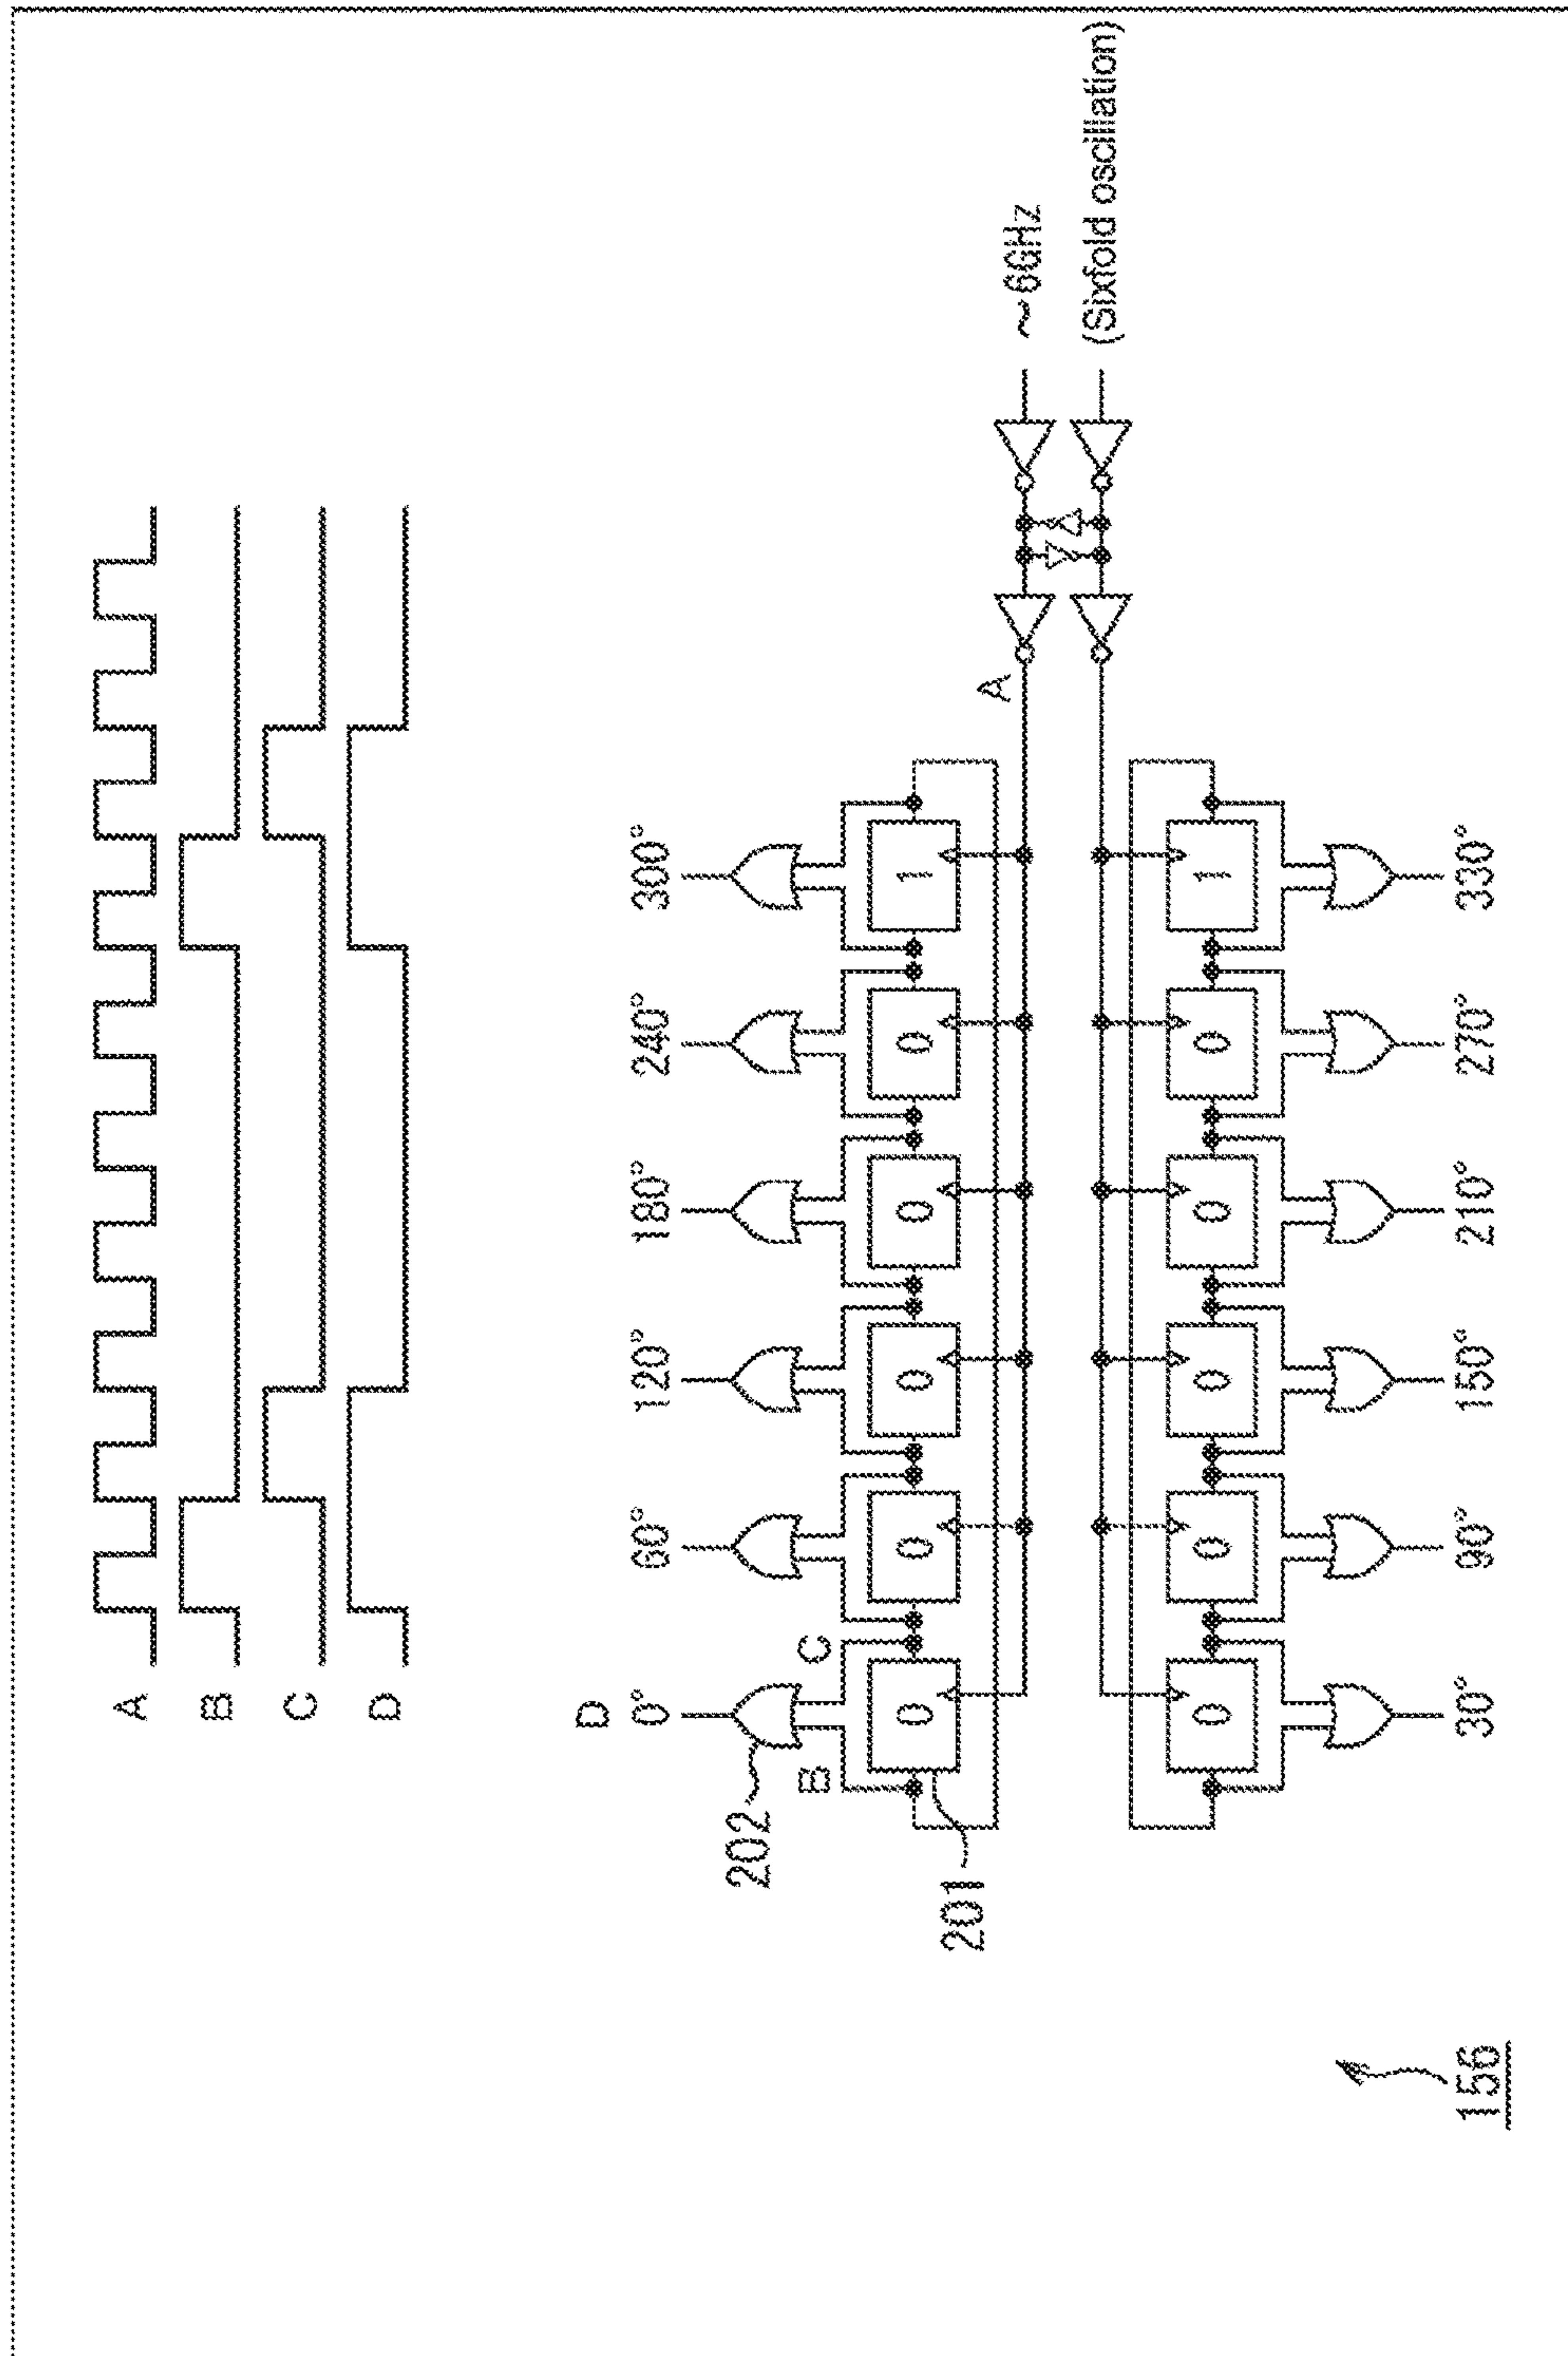 A
B
C
D
D
0° 60° 120° 180° 240° 300°
202
B C
0 0 0 0 0 1
201
A
~6GHz
(Sixfold oscillation)
0 0 0 0 0 1
30° 90° 150° 210° 270° 330°
156